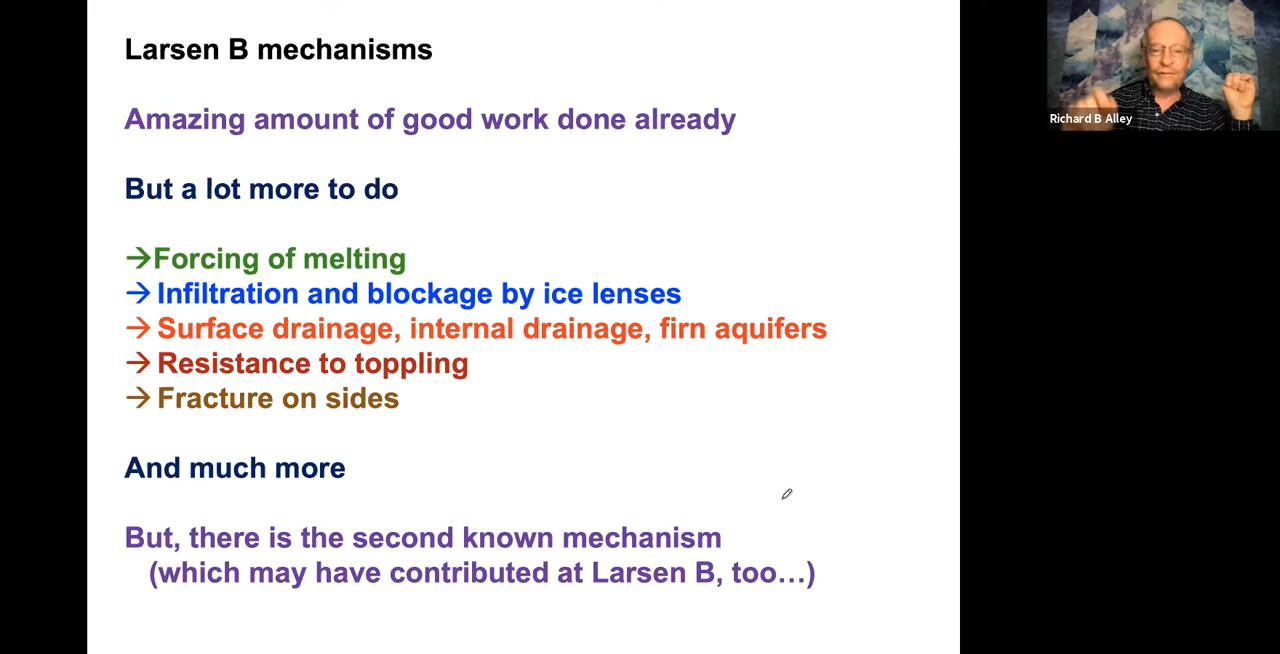 Larsen B mechanisms
Amazing amount of good work done already
But a lot more to do
→Forcing of melting
→ Infiltration and blockage by ice lenses
→ Surface drainage, internal drainage, firn aquifers
→ Resistance to toppling
→ Fracture on sides
And much more
But, there is the second known mechanism
(which may have contributed at Larsen B, too…)
Richard B Alley